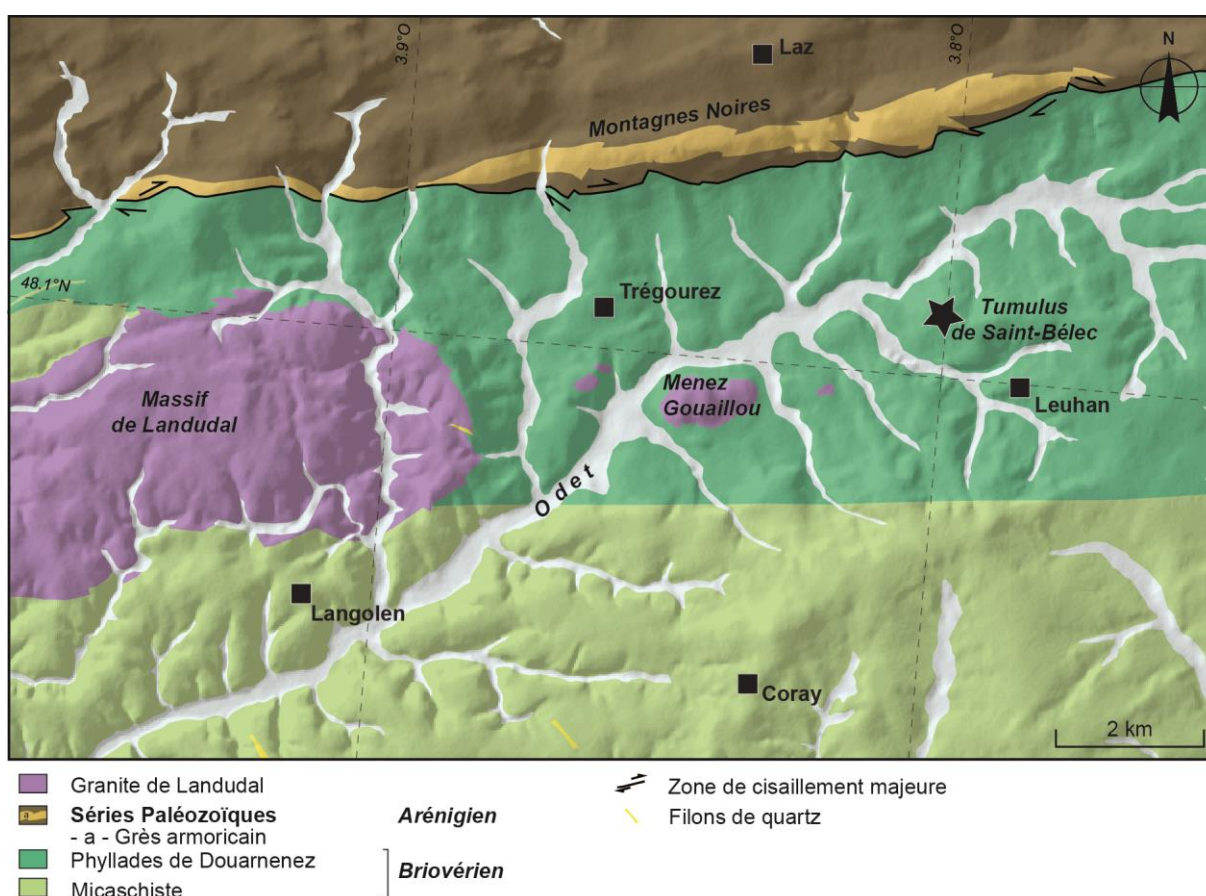 3.9°O
3.8°O
Laz
N
Montagnes Noires
48.1°N
Trégourez
Tumulus
de Saint-Bélec
Massif
de Landudal
Menez
Gouaillou
Leuhan
Odet
Langolen
Coray
2 km
Granite de Landudal
Zone de cisaillement majeure
a
Séries Paléozoïques
Arénigien
Filons de quartz
- a - Grès armoricain
Phyllades de Douarnenez
Briovérien
Micaschiste